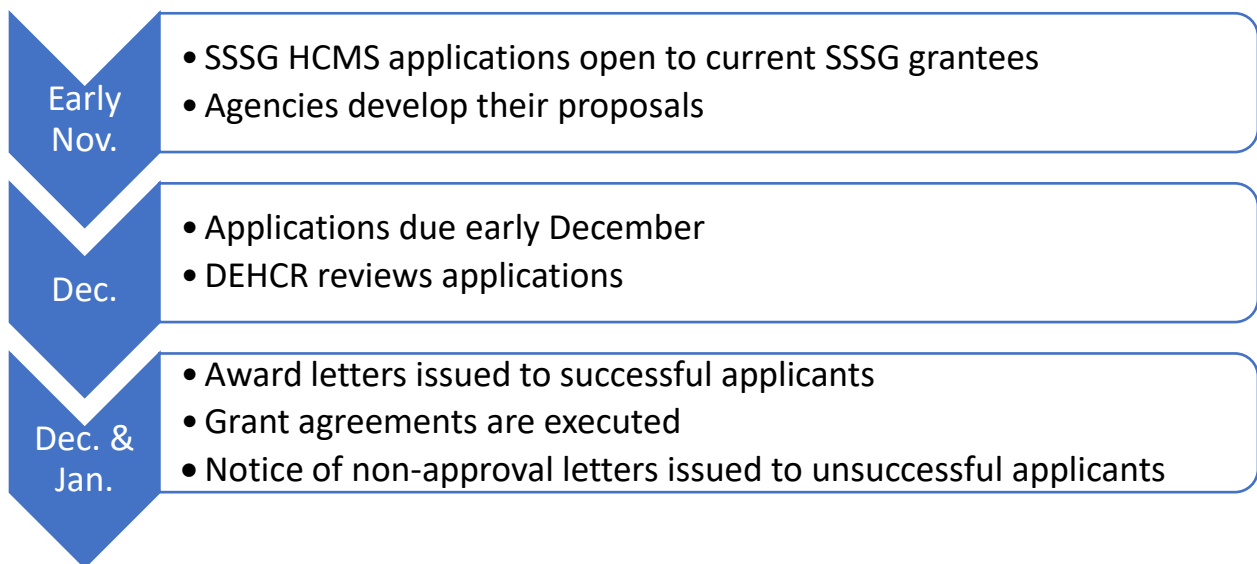 Early
Nov.
• SSSG HCMS applications open to current SSSG grantees
• Agencies develop their proposals
Dec.
• Applications due early December
• DEHCR reviews applications
Dec. &
Jan.
• Award letters issued to successful applicants
• Grant agreements are executed
• Notice of non-approval letters issued to unsuccessful applicants